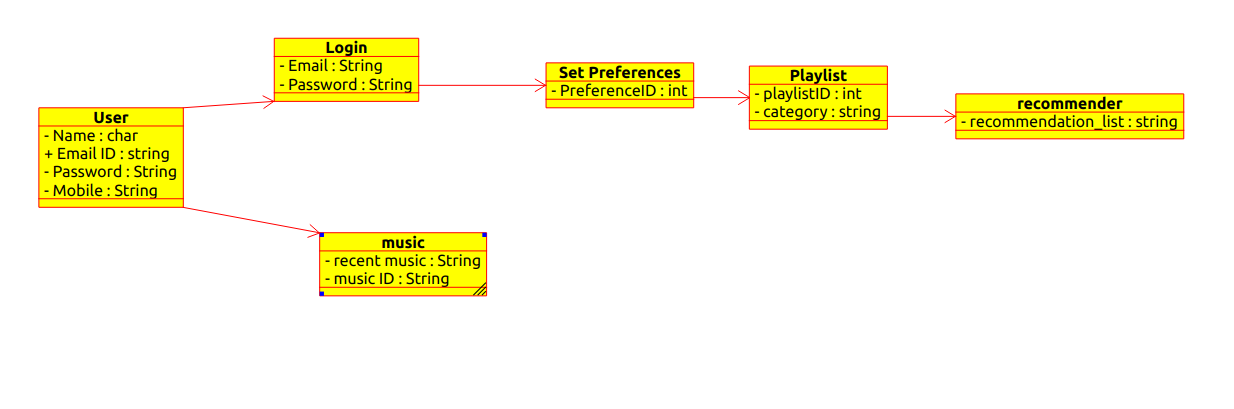 Login
- Email : String
- Password : String
Set Preferences
- PreferenceID : int
Playlist
- playlistID : int
- category : string
recommender
- recommendation_list : string
User
- Name : char
+ Email ID : string
- Password : String
- Mobile : String
music
- recent music : String
- music ID : String